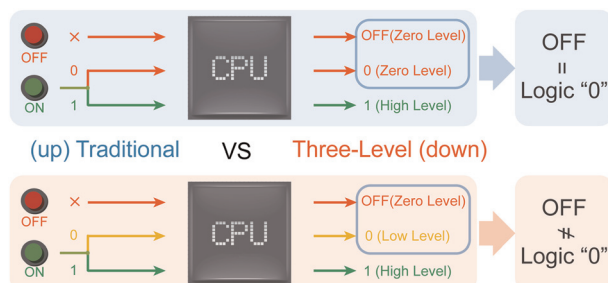 × OFF(Zero Level) OFF
OFF CPU =
0 0 (Zero Level) Logic “0”
1 1 (High Level)
ON
(up) Traditional VS Three-Level (down)
× OFF(Zero Level) OFF
OFF CPU ≠
0 0 (Low Level) Logic “0”
1 1 (High Level)
ON